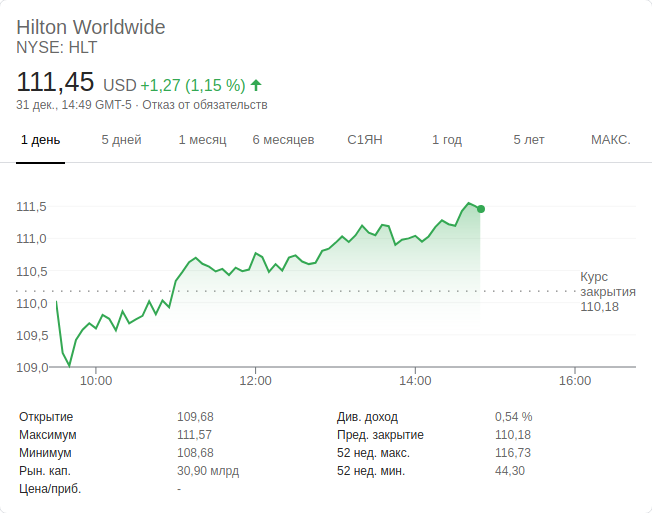 Hilton Worldwide
NYSE: HLT
111,45 USD +1,27 (1,15 %)
31 дек., 14:49 GMT-5 · Отказ от обязательств
1 день 5 дней 1 месяц 6 месяцев С1ЯН 1 год 5 лет МАКС.
111,5
111,0
110,5
110,0
109,5
109,0
Курс
закрытия
110,18
10:00 12:00 14:00 16:00
Открытие 109,68 Див. доход 0,54 %
Максимум 111,57 Пред. закрытие 110,18
Минимум 108,68 52 нед. макс. 116,73
Рын. кап. 30,90 млрд 52 нед. мин. 44,30
Цена/приб. -